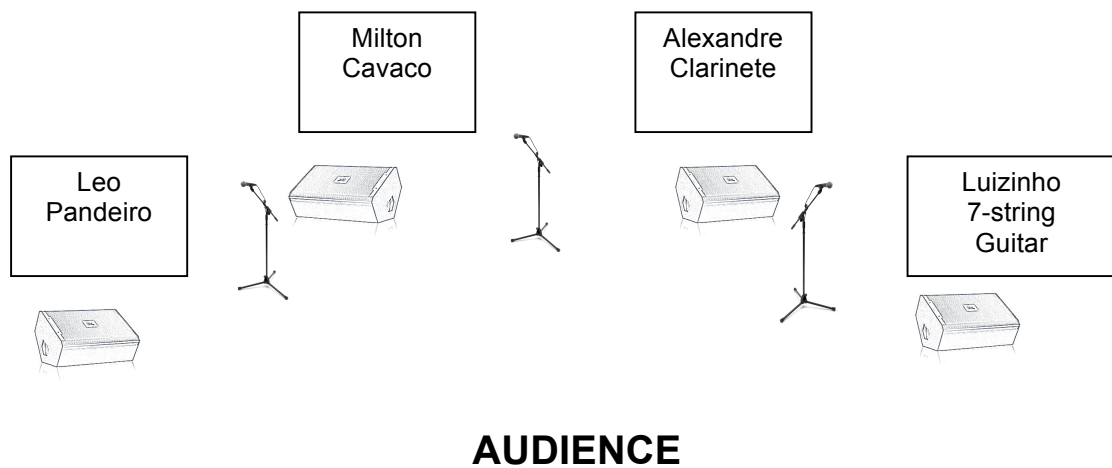 Milton
Cavaco
Alexandre
Clarinete
Leo
Pandeiro
Luizinho
7-string
Guitar
AUDIENCE